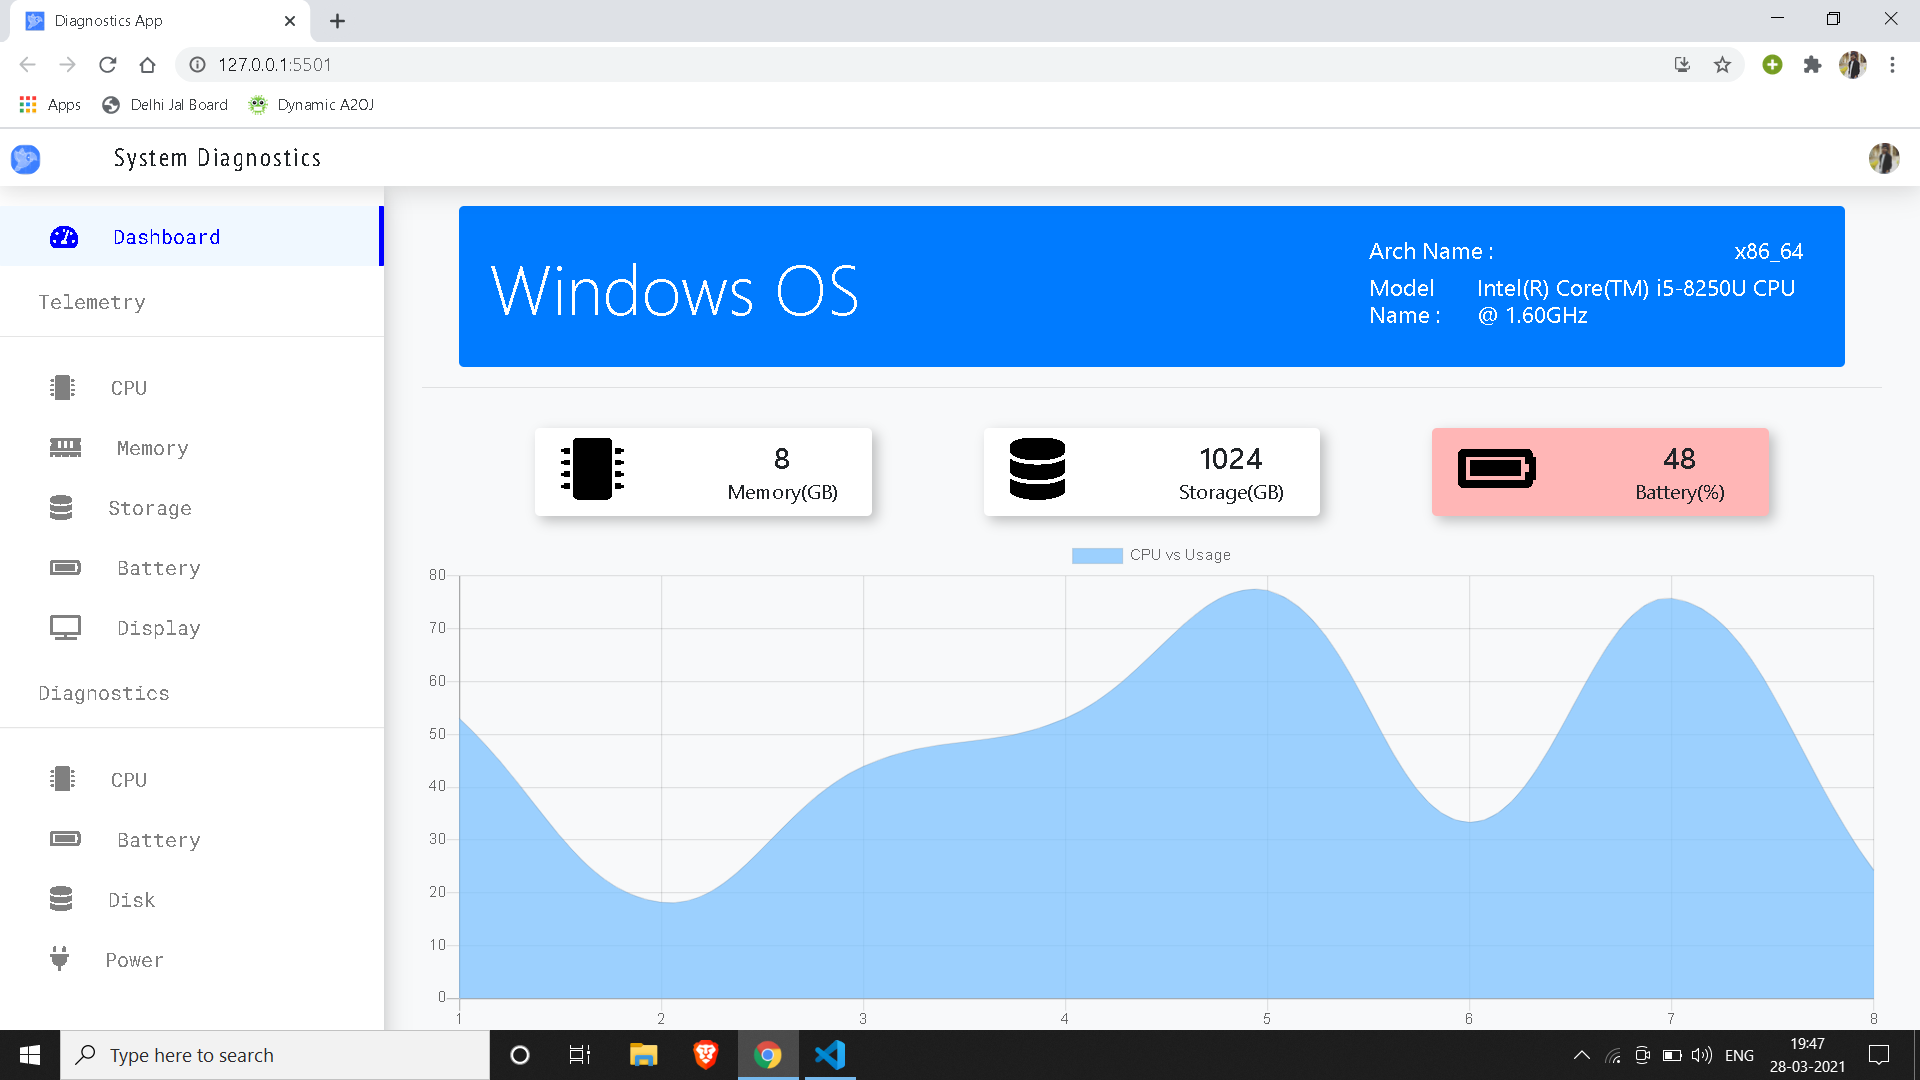 Diagnostics App
127.0.0.1:5501
Apps
Delhi Jal Board
Dynamic A2OJ
System Diagnostics
Dashboard
Telemetry
CPU
Memory
Storage
Battery
Display
Diagnostics
CPU
Battery
Disk
Power
Windows OS
Arch Name : x86_64
Model Name : Intel(R) Core(TM) i5-8250U CPU @ 1.60GHz
8
Memory(GB)
1024
Storage(GB)
48
Battery(%)
CPU vs Usage
80
70
60
50
40
30
20
10
0
1 2 3 4 5 6 7 8
Type here to search
ENG
19:47
28-03-2021